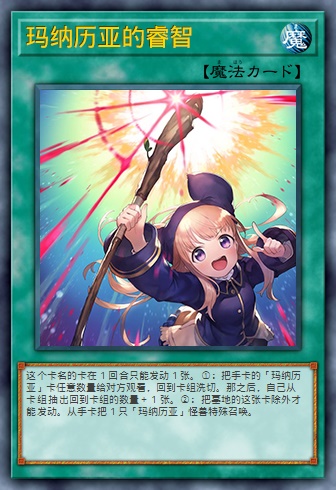 玛纳历亚的睿智
魔
【魔法カード】
这个卡名的卡在1回合只能发动1张。①：把手卡的「玛纳历
亚」卡任意数量给对方观看，回到卡组洗切。那之后，自己从
卡组抽出回到卡组的数量+1张。②：把墓地的这张卡除外才
能发动。从手卡把1只「玛纳历亚」怪兽特殊召唤。